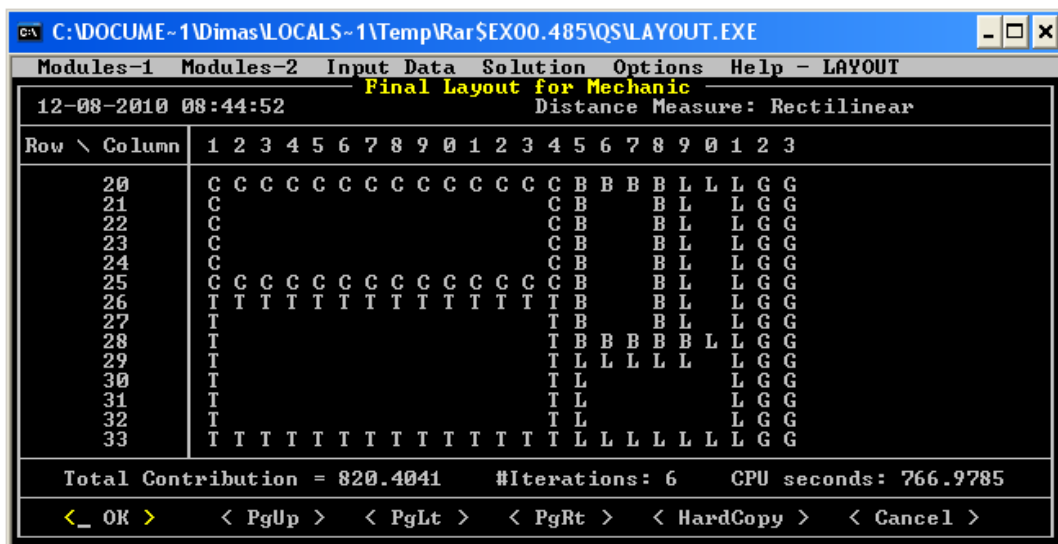 C:\DOCUME~1\Dimas\LOCALS~1\Temp\Rar$EX00.485\QS\LAYOUT.EXE
Modules-1 Modules-2 Input Data Solution Options Help - LAYOUT
Final Layout for Mechanic
12-08-2010 08:44:52 Distance Measure: Rectilinear
Row \ Column 1 2 3 4 5 6 7 8 9 0 1 2 3 4 5 6 7 8 9 0 1 2 3
20 C C C C C C C C C C C C C C B B B B L L L G G
21 C C B B L L G G
22 C C B B L L G G
23 C C B B L L G G
24 C C B B L L G G
25 C C C C C C C C C C C C C C B B L L G G
26 T T T T T T T T T T T T T T B B L L G G
27 T T B B L L G G
28 T T B B B B B L L G G
29 T T L L L L L L G G
30 T T L L G G
31 T T L L G G
32 T T L L G G
33 T T T T T T T T T T T T T T L L L L L L L G G
Total Contribution = 820.4041 #Iterations: 6 CPU seconds: 766.9785
<_ OK > < PgUp > < PgLt > < PgRt > < HardCopy > < Cancel >